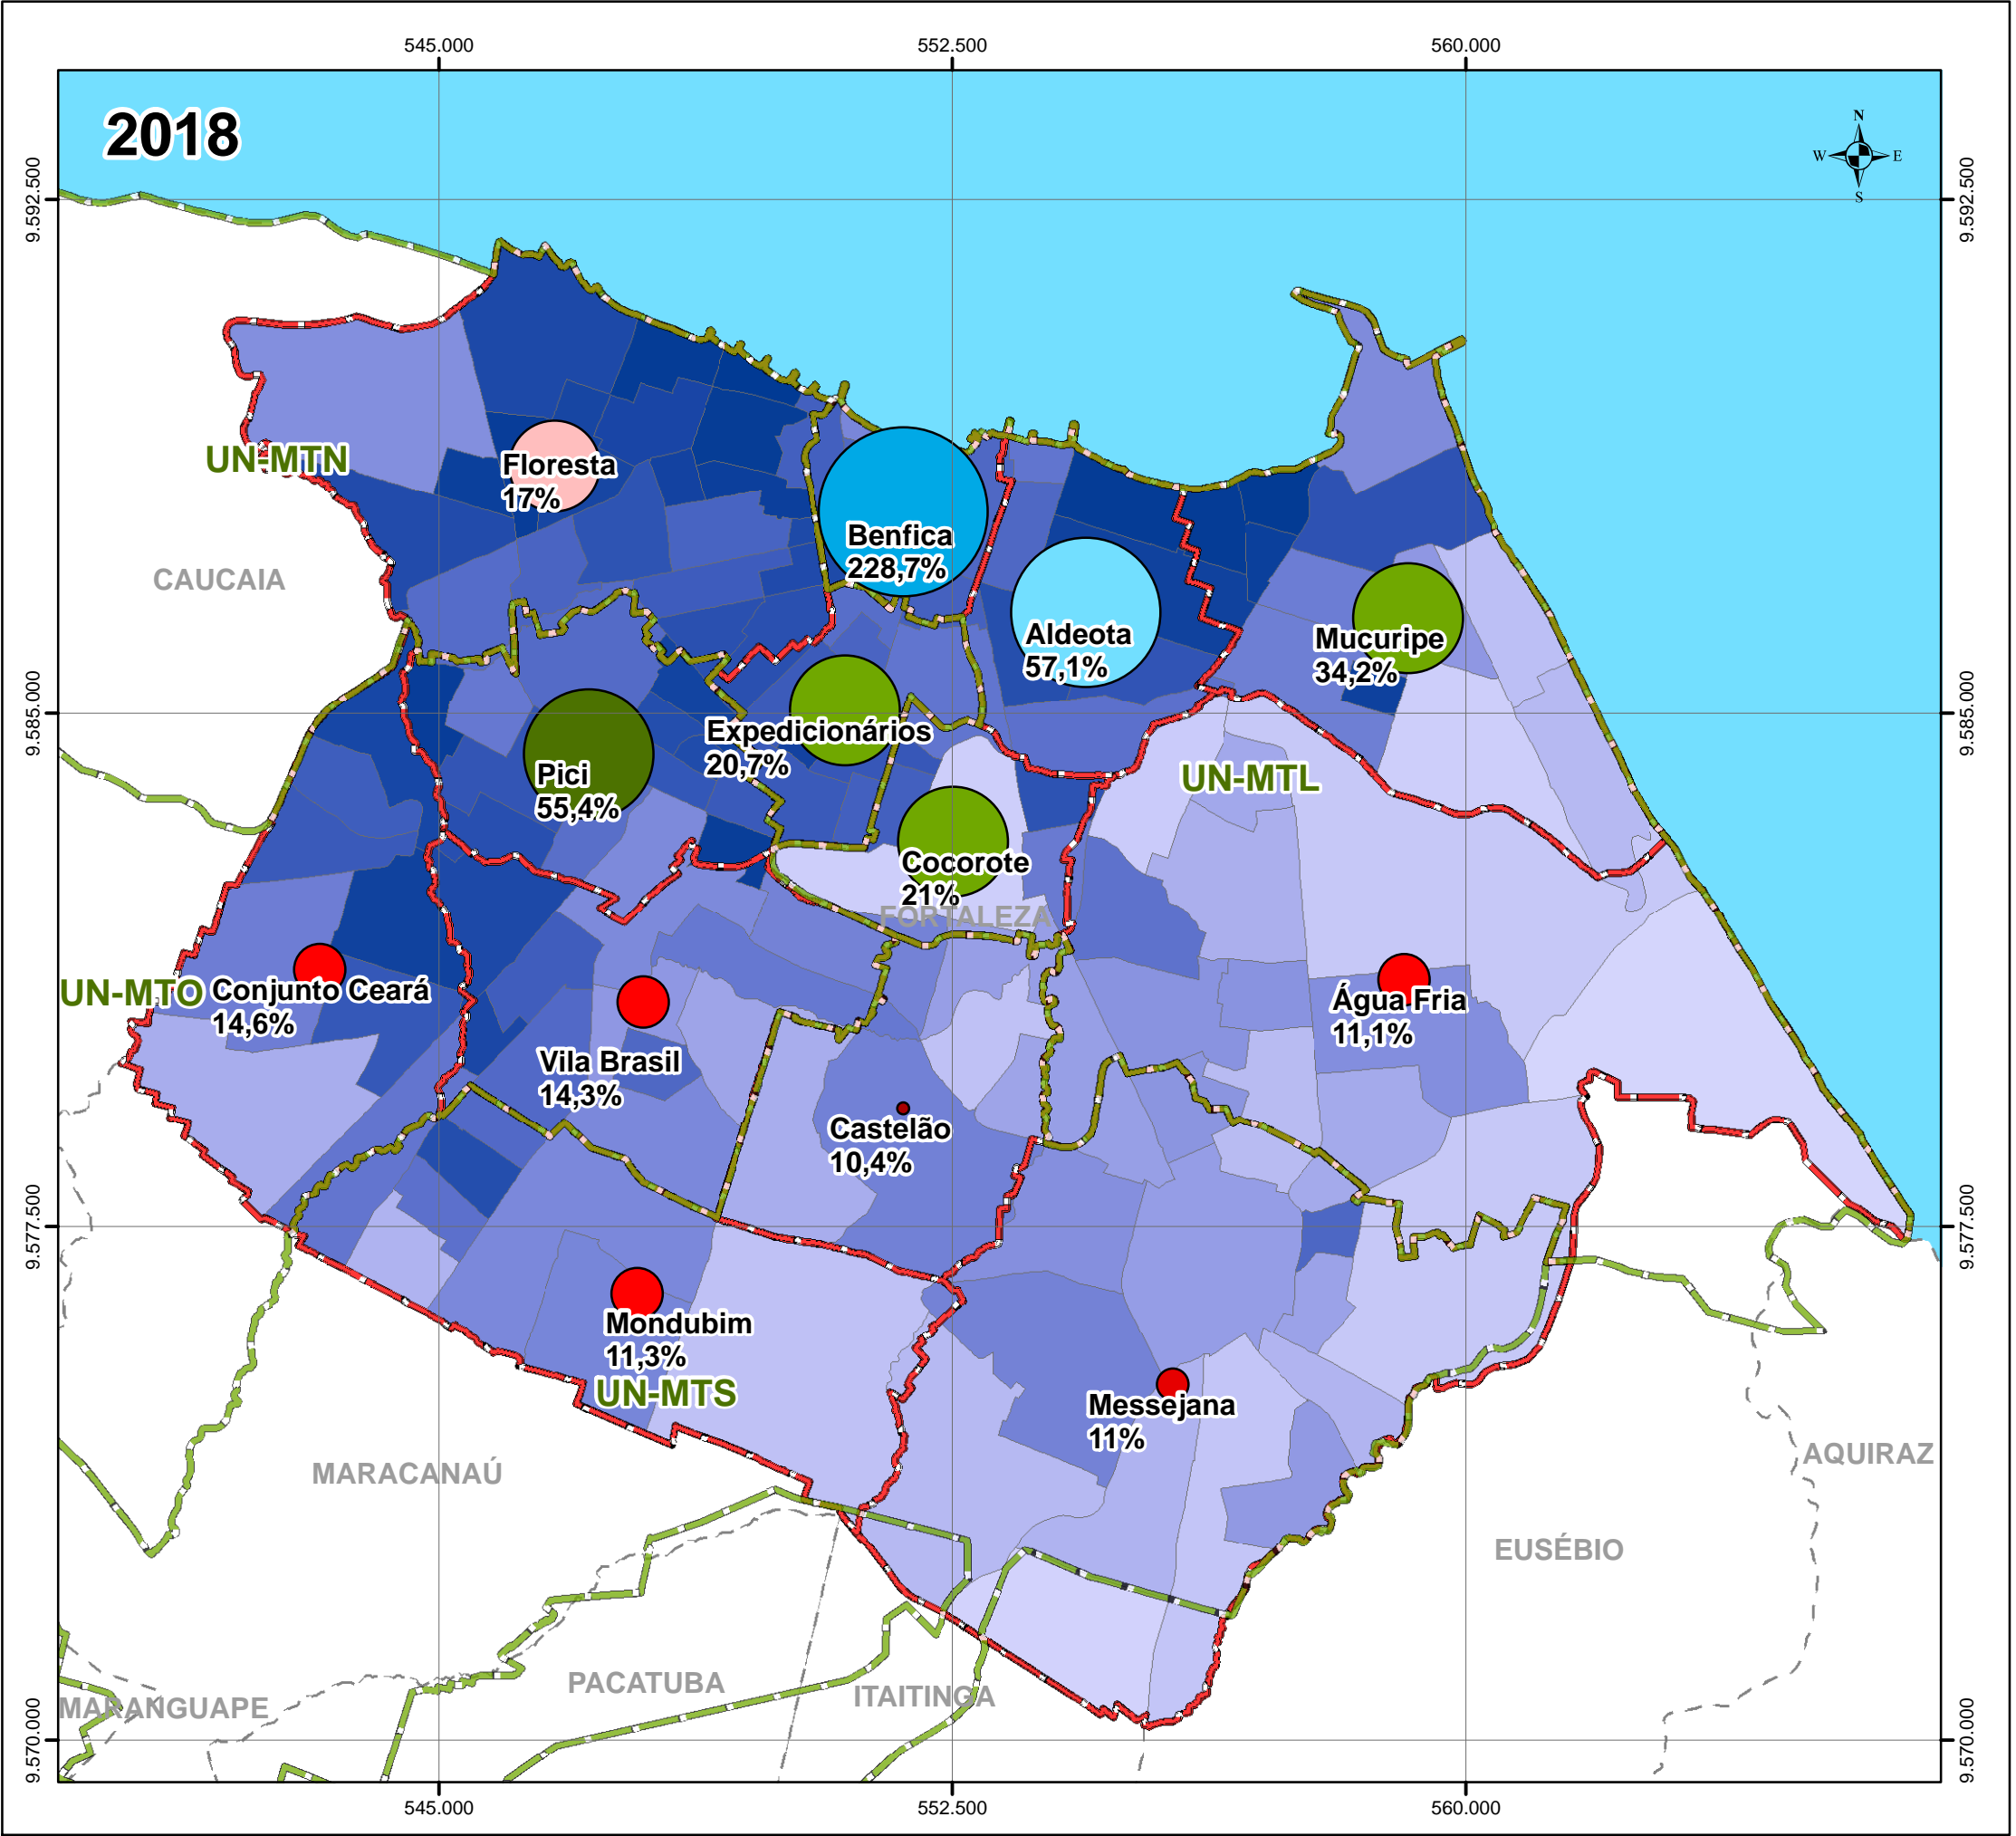 545.000
552.500
560.000
2018
N
W
E
S
9.592.500
9.592.500
UN-MTN
Floresta
17%
Benfica
228,7%
CAUCAIA
Aldeota
57,1%
Mucuripe
34,2%
9.585.000
9.585.000
Expedicionários
20,7%
Pici
55,4%
UN-MTL
Cocorote
21%
FORTALEZA
UN-MTO
Conjunto Ceará
14,6%
Água Fria
11,1%
Vila Brasil
14,3%
Castelão
10,4%
9.577.500
9.577.500
Mondubim
11,3%
UN-MTS
Messejana
11%
MARACANAÚ
AQUIRAZ
EUSÉBIO
PACATUBA
ITAITINGA
MARANGUAPE
9.570.000
9.570.000
545.000
552.500
560.000